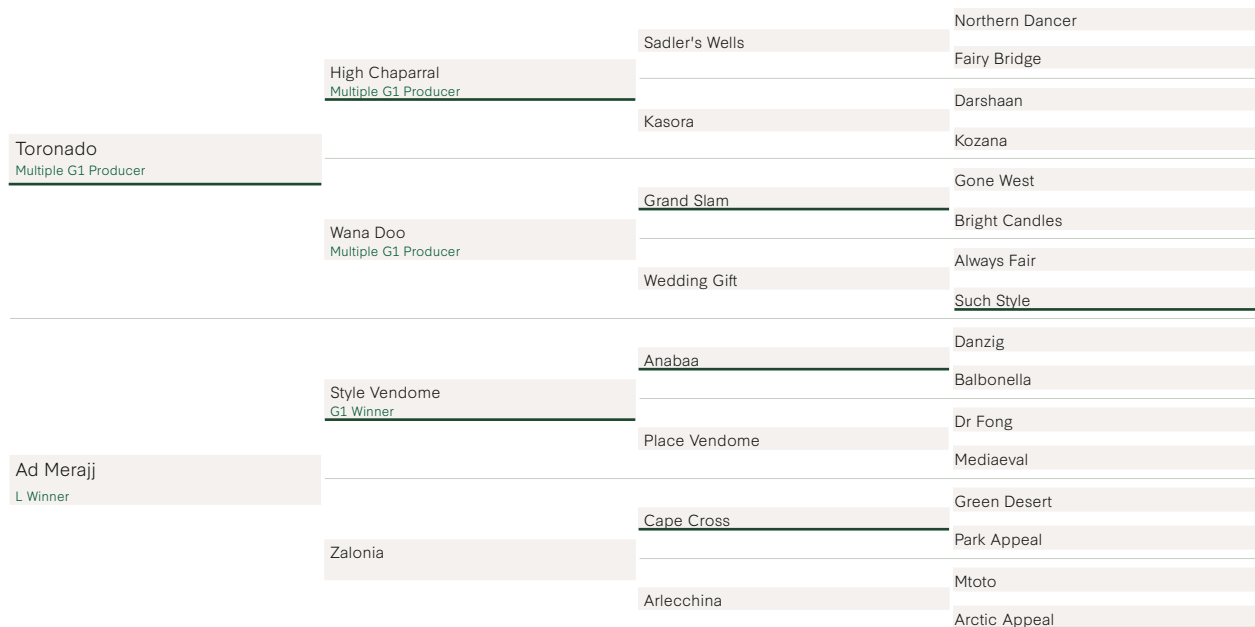 Northern Dancer
Sadler's Wells
Fairy Bridge
High Chaparral
Multiple G1 Producer
Darshaan
Kasora
Kozana
Toronado
Multiple G1 Producer
Gone West
Grand Slam
Bright Candles
Wana Doo
Multiple G1 Producer
Always Fair
Wedding Gift
Such Style
Danzig
Anabaa
Balbonella
Style Vendome
G1 Winner
Dr Fong
Place Vendome
Mediaeval
Ad Merajj
L Winner
Green Desert
Cape Cross
Park Appeal
Zalonia
Mtoto
Arlecchina
Arctic Appeal